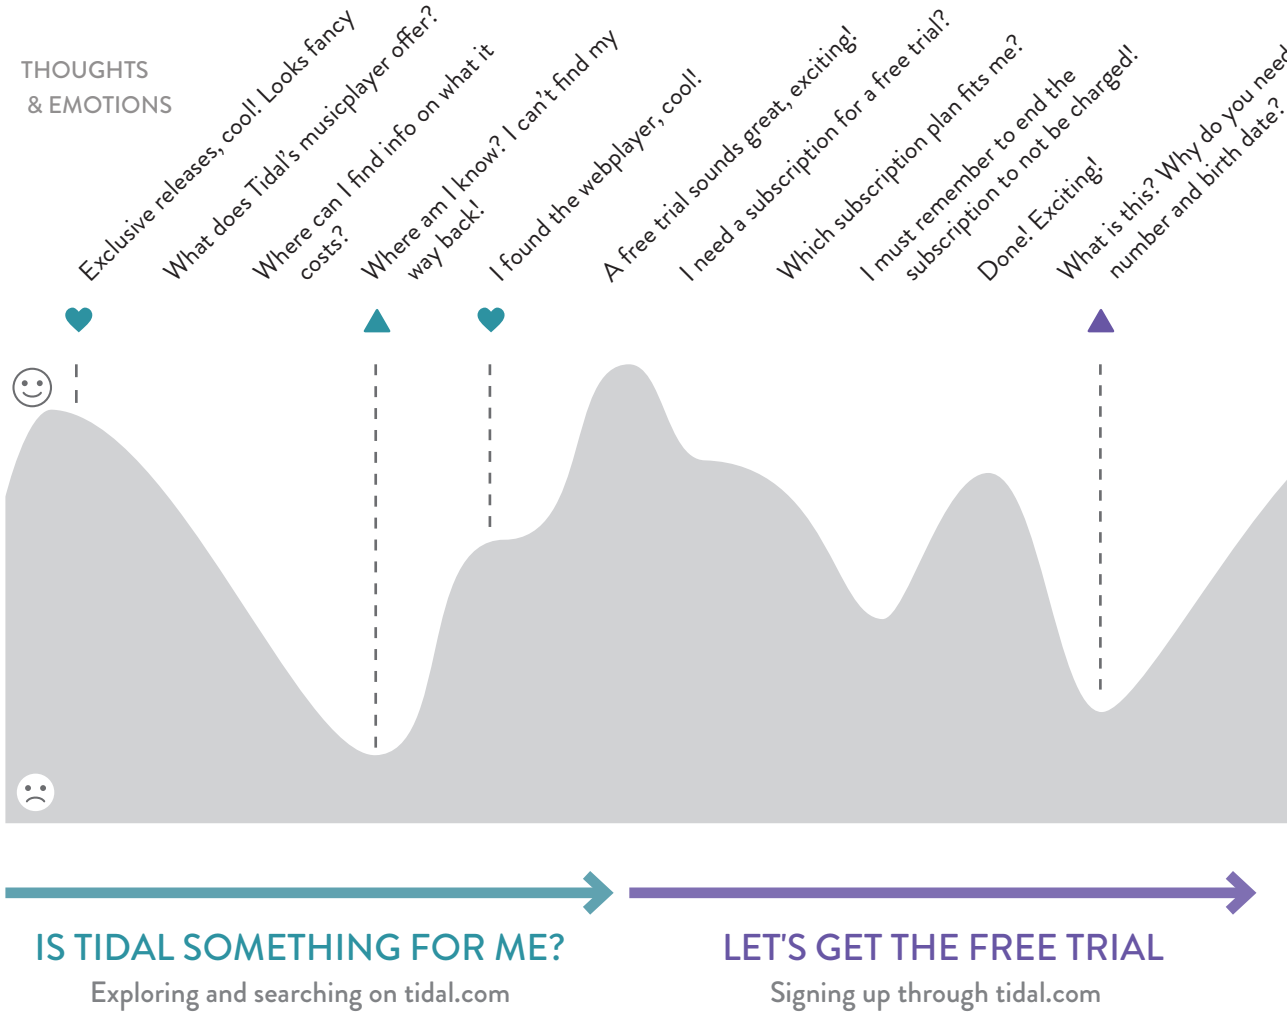 THOUGHTS
& EMOTIONS
Exclusive releases, cool! Looks fancy
What does Tidal's musicplayer offer?
Where can I find info on what it
costs?
Where am I know? I can't find my
way back!
I found the webplayer, cool!
A free trial sounds great, exciting!
I need a subscription for a free trial?
Which subscription plan fits me?
I must remember to end the
subscription to not be charged!
Done! Exciting!
What is this? Why do you need
number and birth date?
IS TIDAL SOMETHING FOR ME?
Exploring and searching on tidal.com
LET'S GET THE FREE TRIAL
Signing up through tidal.com